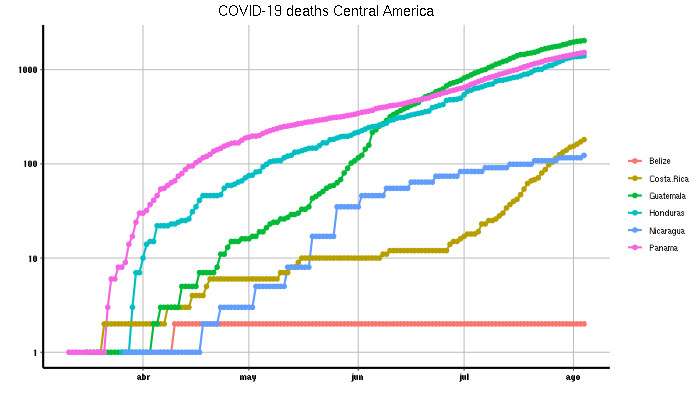 COVID-19 deaths Central America
1000
100
10
1
abr
may
jun
jul
ago
Belize
Costa.Rica
Guatemala
Honduras
Nicaragua
Panama